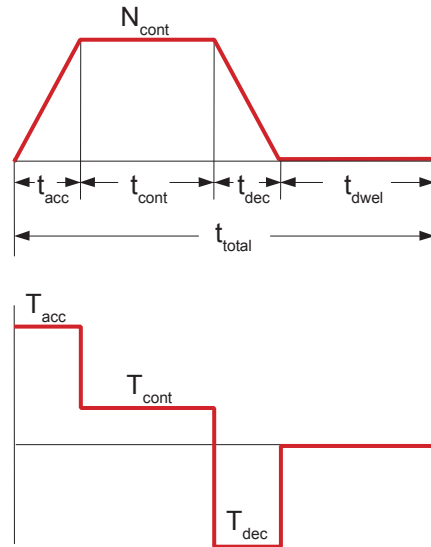 N_cont
t_acc t_cont t_dec t_dwel
t_total
T_acc
T_cont
T_dec